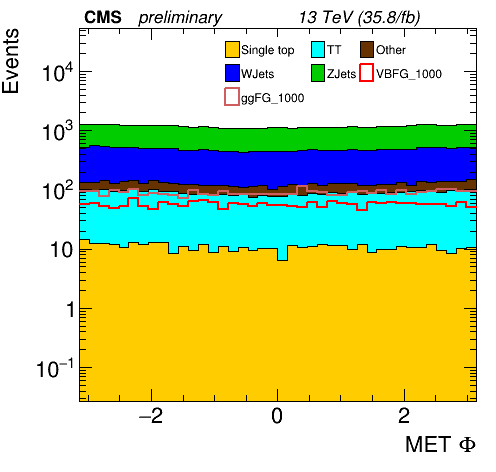 CMS preliminary 13 TeV (35.8/fb)
Events
Single top TT Other
WJets ZJets VBFG_1000
ggFG_1000
10⁴
10³
10²
10
1
10⁻¹
−2 0 2
MET Φ